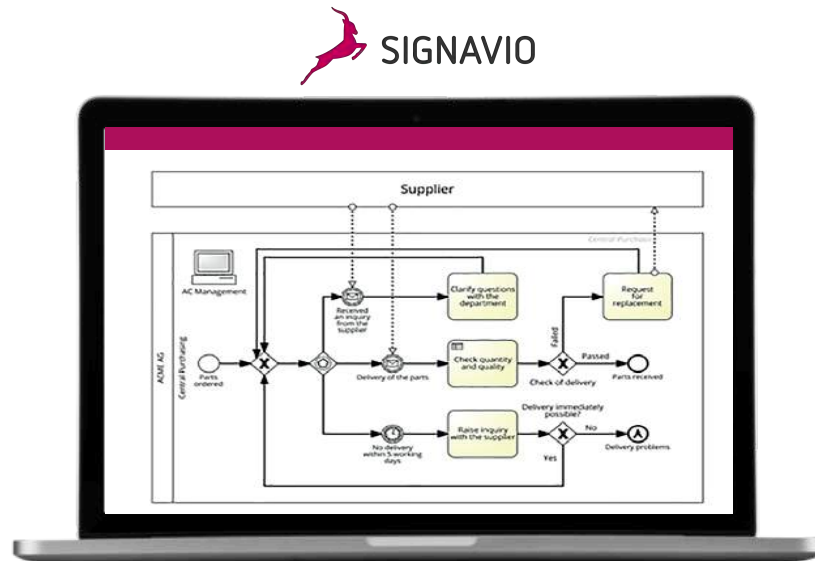 SIGNAVIO
Supplier
Central Purchasing
AC Management
ACME AG
Central Purchasing
Parts
ordered
Received
an inquiry
from the
supplier
Clarify questions
with the
department
Request
for
replacement
Delivery of the parts
Check quantity
and quality
Failed
Passed
Check of delivery
Parts received
No delivery
within 5 working
days
Raise inquiry
with the supplier
Delivery immediately
possible?
No
Yes
Delivery problems